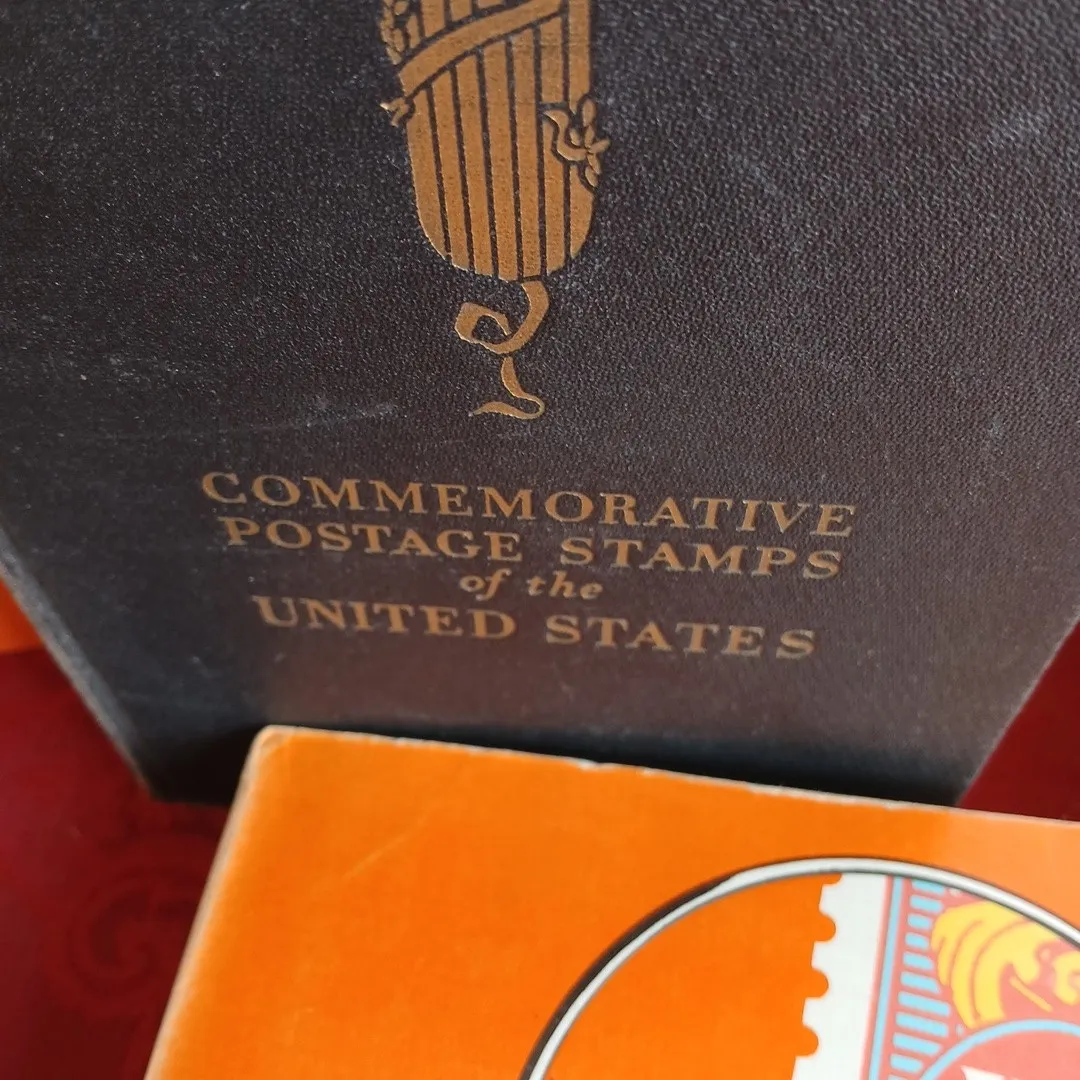 COMMEMORATIVE
POSTAGE STAMPS
of the
UNITED STATES